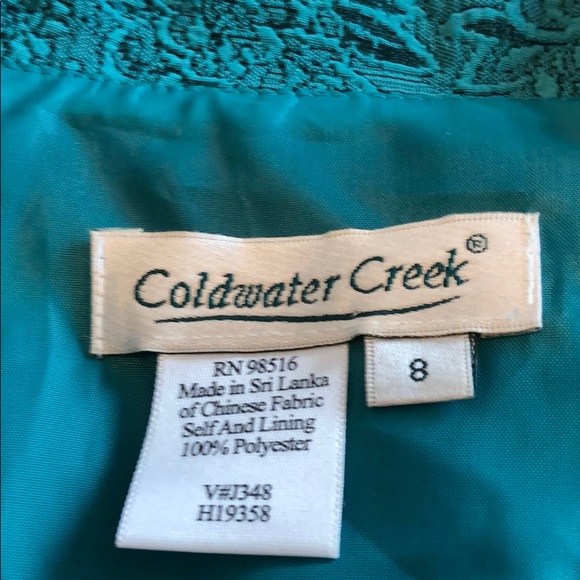 Coldwater Creek®
8
RN 98516
Made in Sri Lanka
of Chinese Fabric
Self And Lining
100% Polyester
V#J348
H19358